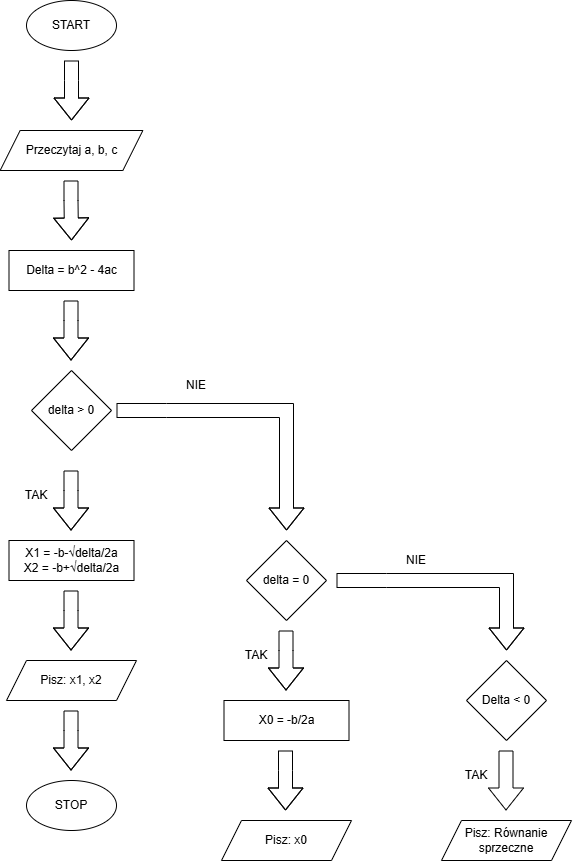 START
Przeczytaj a, b, c
Delta = b^2 - 4ac
delta > 0
NIE
TAK
X1 = -b-√delta/2a
X2 = -b+√delta/2a
delta = 0
NIE
TAK
Pisz: x1, x2
X0 = -b/2a
Delta < 0
TAK
STOP
Pisz: x0
Pisz: Równanie
sprzeczne